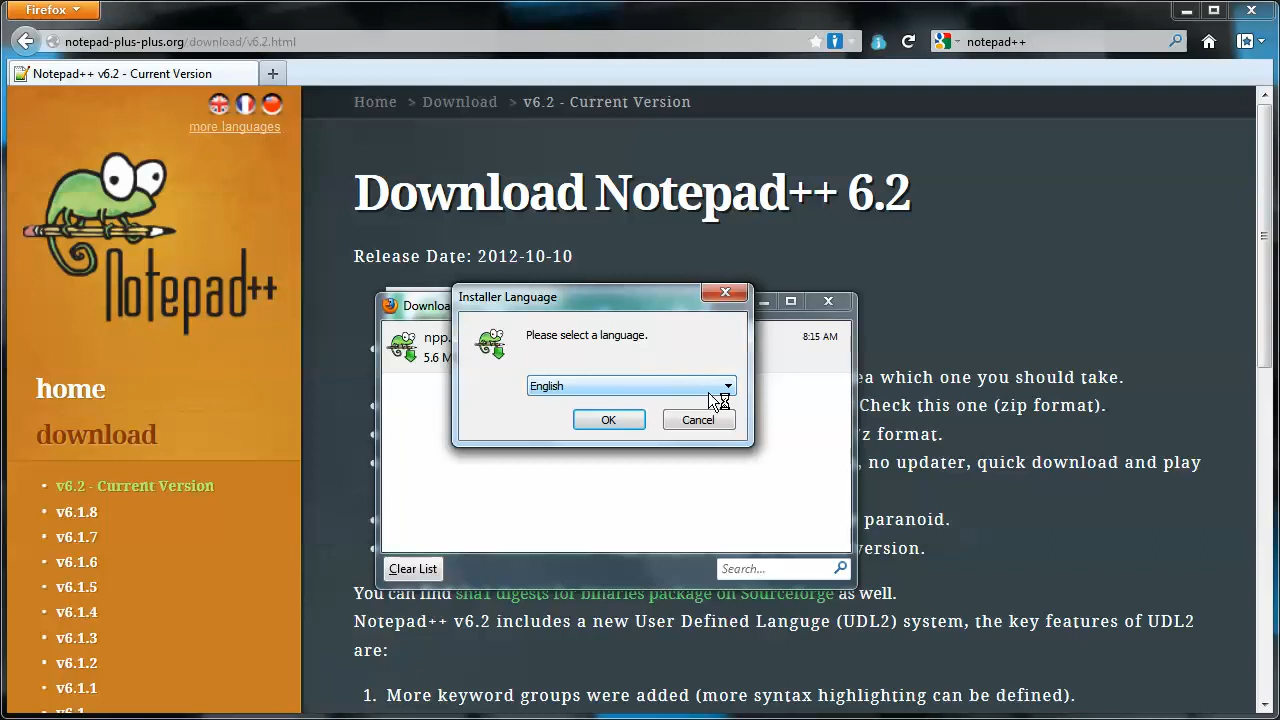 Firefox
notepad-plus-plus.org/download/v6.2.html
notepad++
Notepad++ v6.2 - Current Version
more languages
Home > Download > v6.2 - Current Version
Notepad++
Download Notepad++ 6.2
Release Date: 2012-10-10
Installer Language
Downloa
Please select a language.
npp.
8:15 AM
5.6 M
English
OK
Cancel
ea which one you should take.
Check this one (zip format).
z format.
, no updater, quick download and play
paranoid.
version.
Clear List
Search...
home
download
v6.2 - Current Version
v6.1.8
v6.1.7
v6.1.6
v6.1.5
v6.1.4
v6.1.3
v6.1.2
v6.1.1
v6.1
You can find sha1 digests for binaries package on Sourceforge as well.
Notepad++ v6.2 includes a new User Defined Languge (UDL2) system, the key features of UDL2
are:
1. More keyword groups were added (more syntax highlighting can be defined).